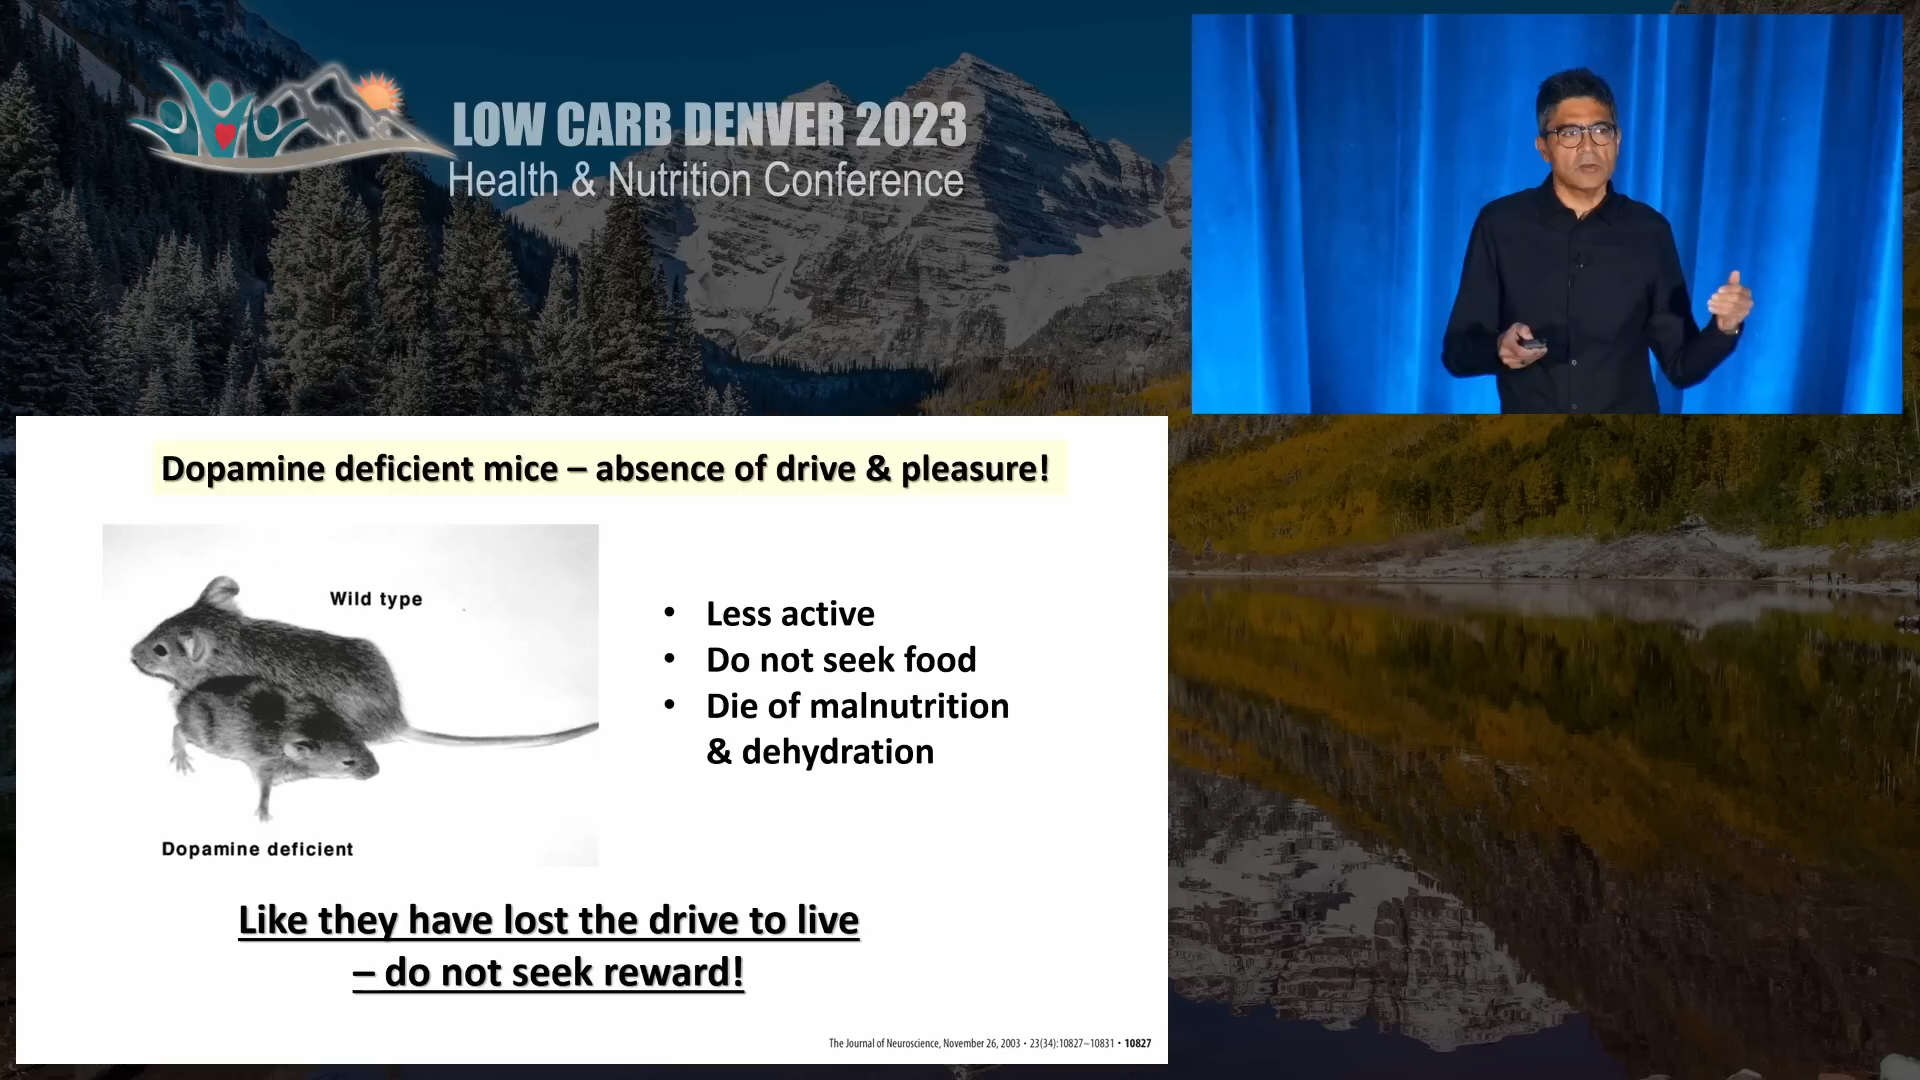 LOW CARB DENVER 2023
Health & Nutrition Conference
Dopamine deficient mice – absence of drive & pleasure!
Wild type
Dopamine deficient
• Less active
• Do not seek food
• Die of malnutrition
& dehydration
Like they have lost the drive to live
– do not seek reward!
The Journal of Neuroscience, November 26, 2003 • 23(34):10827–10831 • 10827